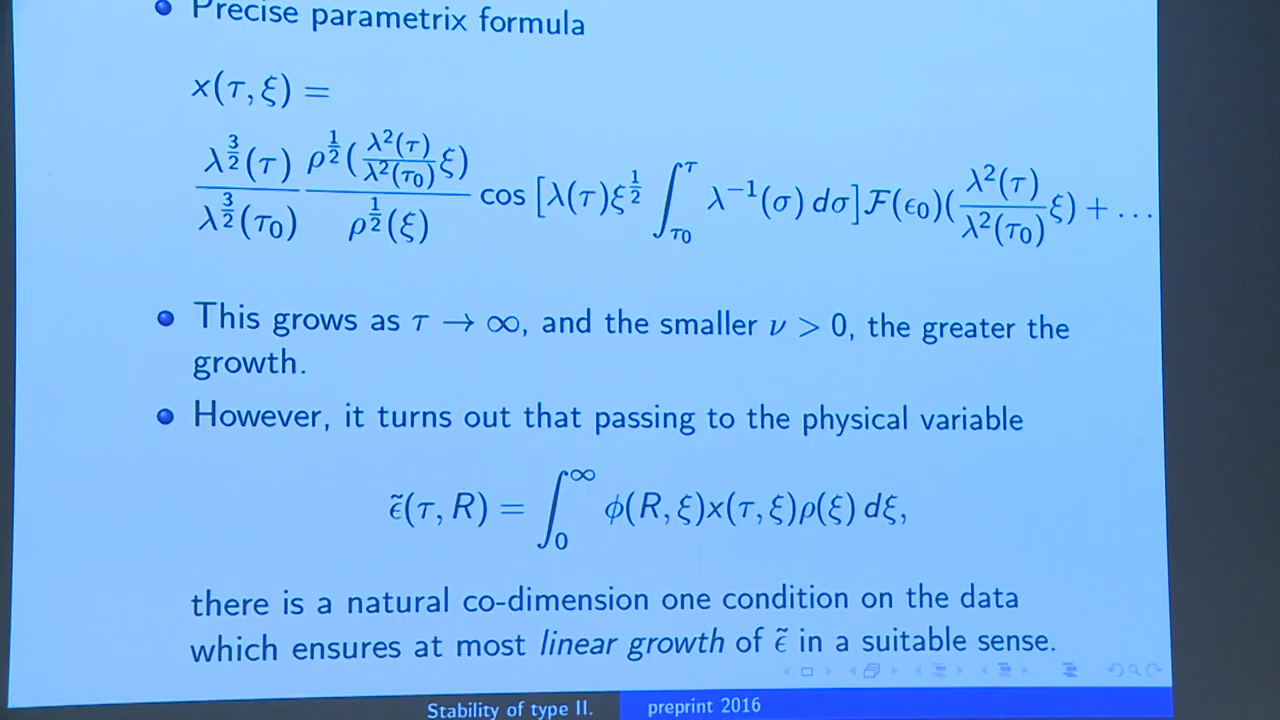 Precise parametrix formula
x(τ, ξ) =
λ^{3/2}(τ)/λ^{3/2}(τ₀) ρ^{1/2}(λ²(τ)/λ²(τ₀) ξ)/ρ^{1/2}(ξ) cos [λ(τ)ξ^{1/2} ∫_{τ₀}^{τ} λ⁻¹(σ) dσ] ℱ(ϵ₀)(λ²(τ)/λ²(τ₀) ξ) + …
This grows as τ → ∞, and the smaller ν > 0, the greater the
growth.
However, it turns out that passing to the physical variable
ϵ̃(τ, R) = ∫₀^∞ ϕ(R, ξ)x(τ, ξ)ρ(ξ) dξ,
there is a natural co-dimension one condition on the data
which ensures at most linear growth of ϵ̃ in a suitable sense.
Stability of type II. preprint 2016